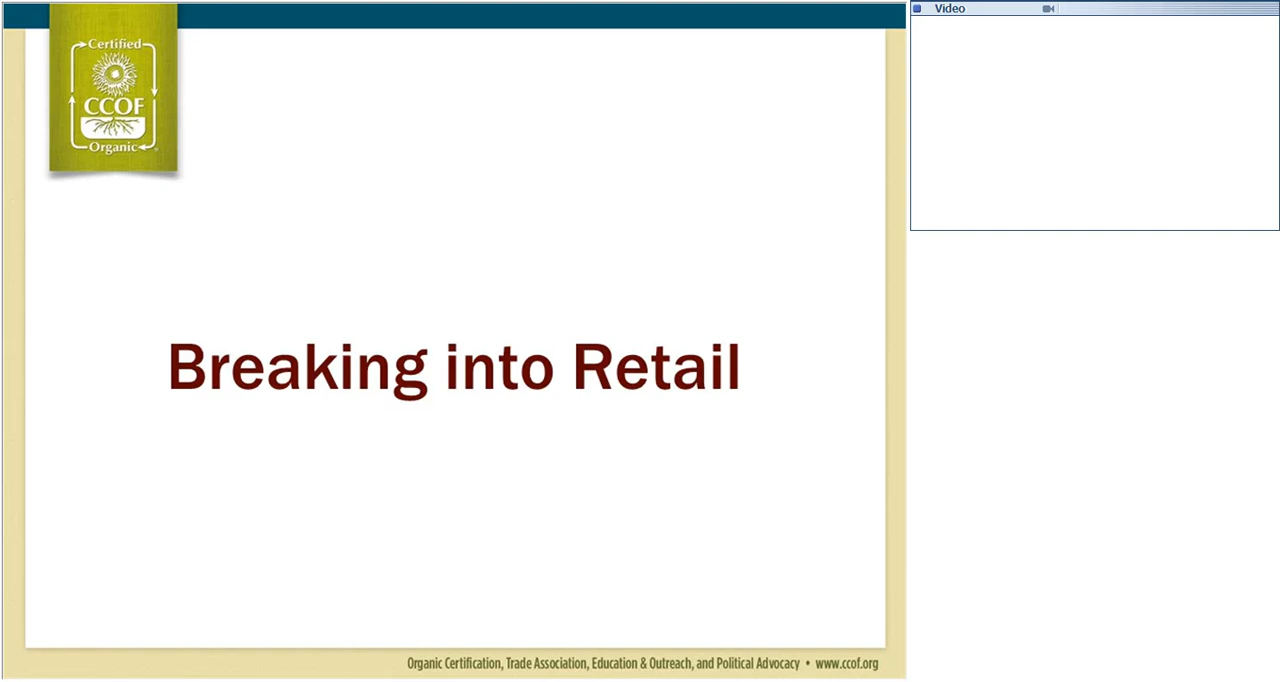 Video
Certified
CCOF
Organic
Breaking into Retail
Organic Certification, Trade Association, Education & Outreach, and Political Advocacy • www.ccof.org